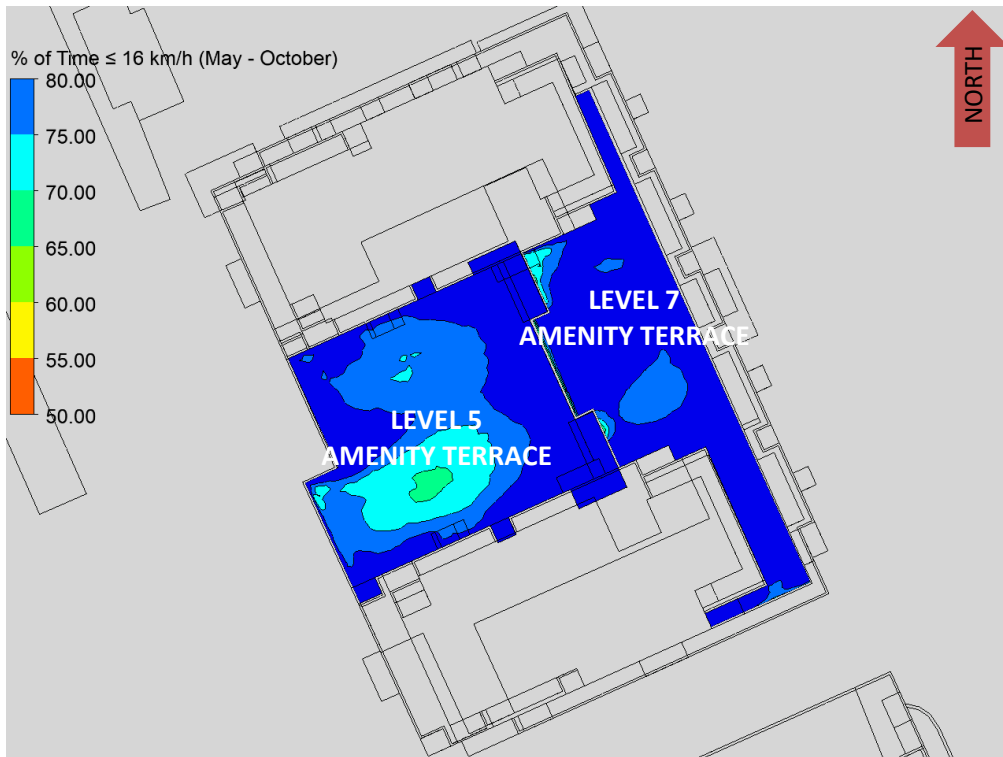 % of Time ≤ 16 km/h (May - October)
80.00
75.00
70.00
65.00
60.00
55.00
50.00
NORTH
LEVEL 7
AMENITY TERRACE
LEVEL 5
AMENITY TERRACE